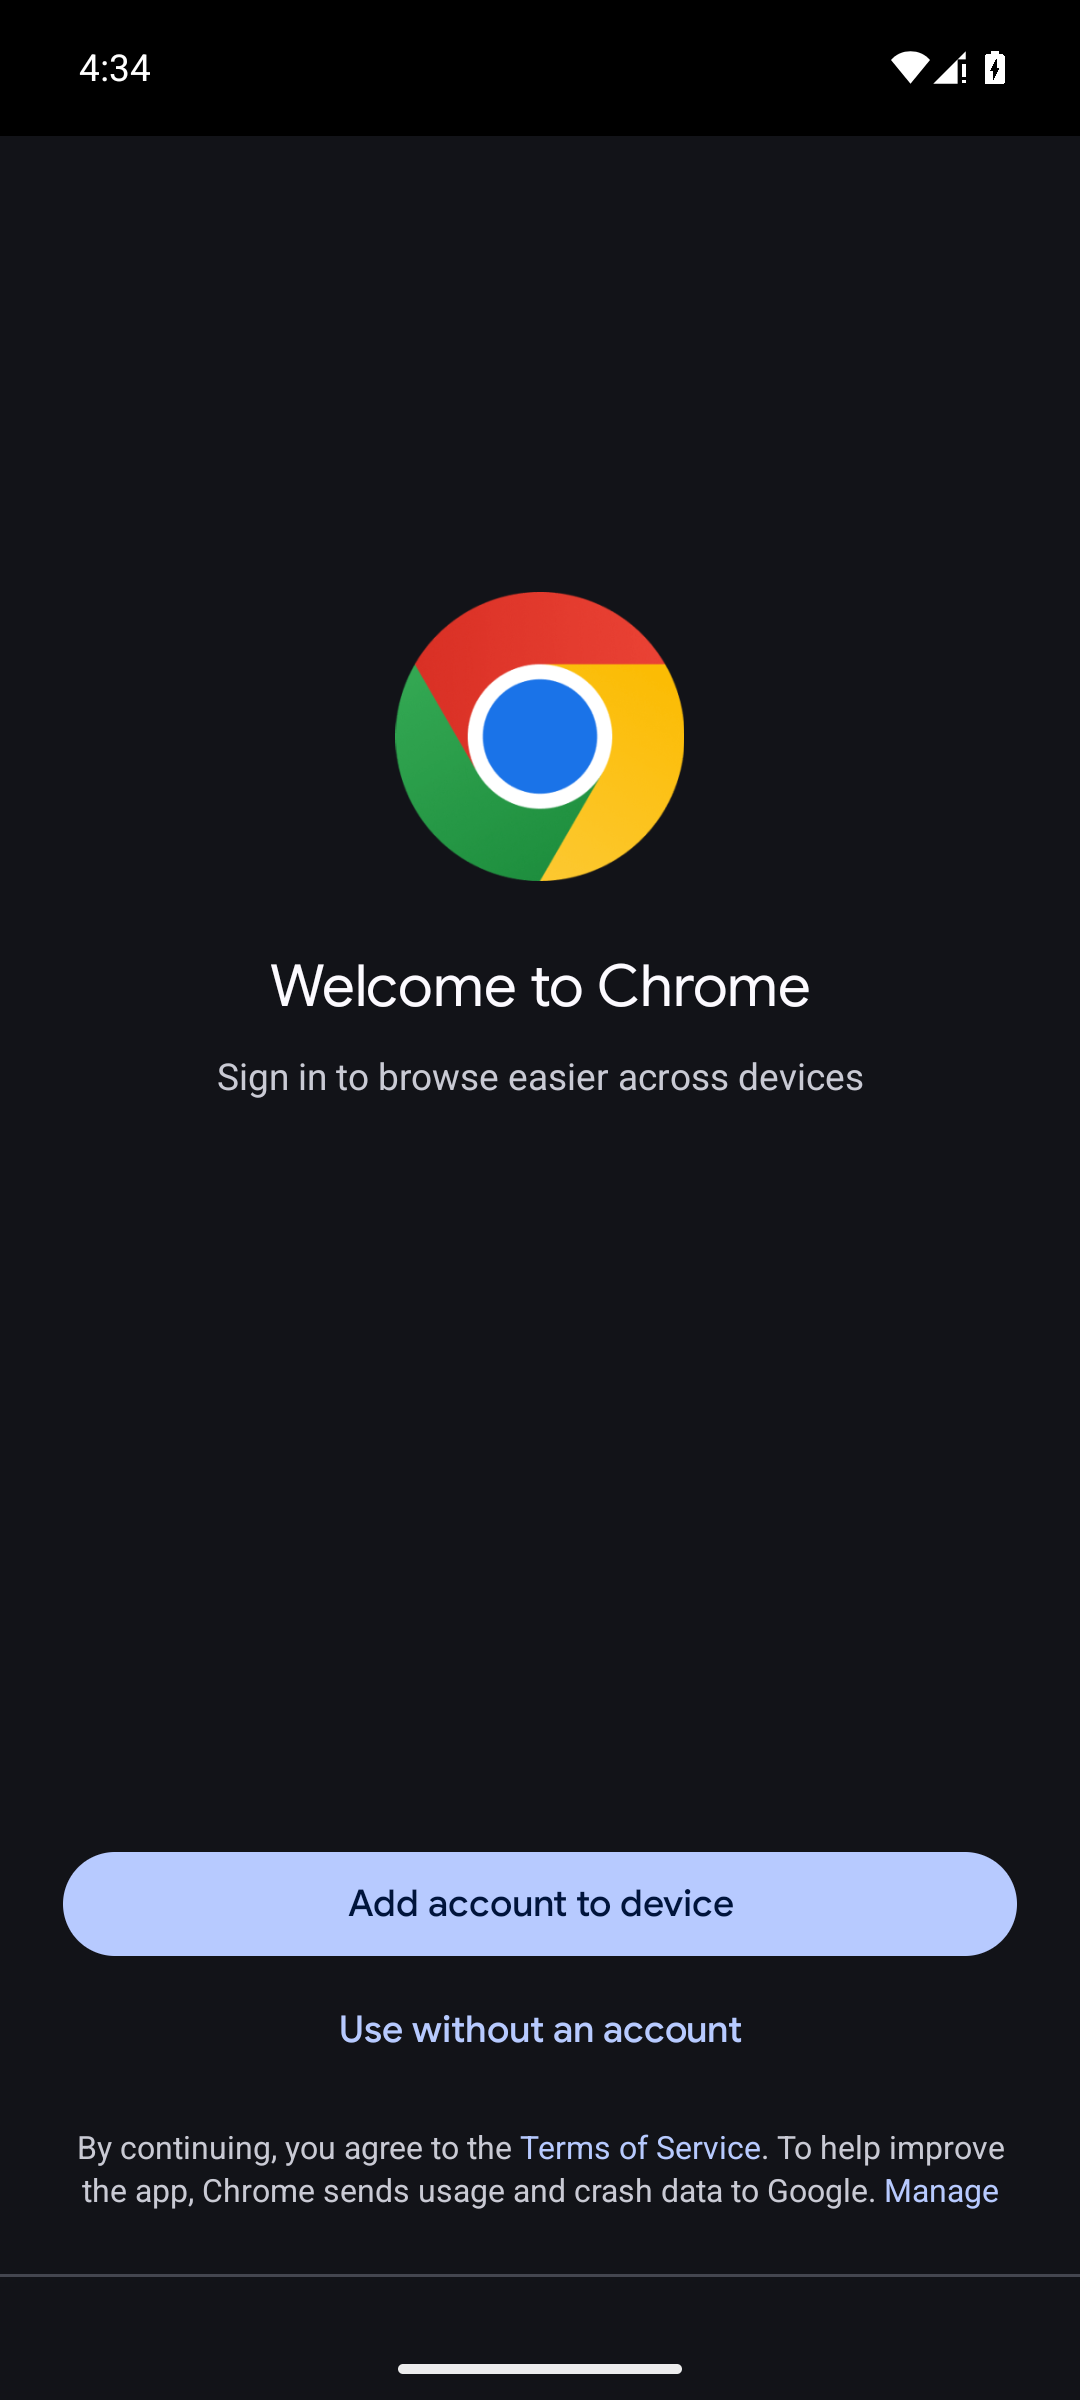 4:34
Welcome to Chrome
Sign in to browse easier across devices
Add account to device
Use without an account
By continuing, you agree to the Terms of Service. To help improve
the app, Chrome sends usage and crash data to Google. Manage